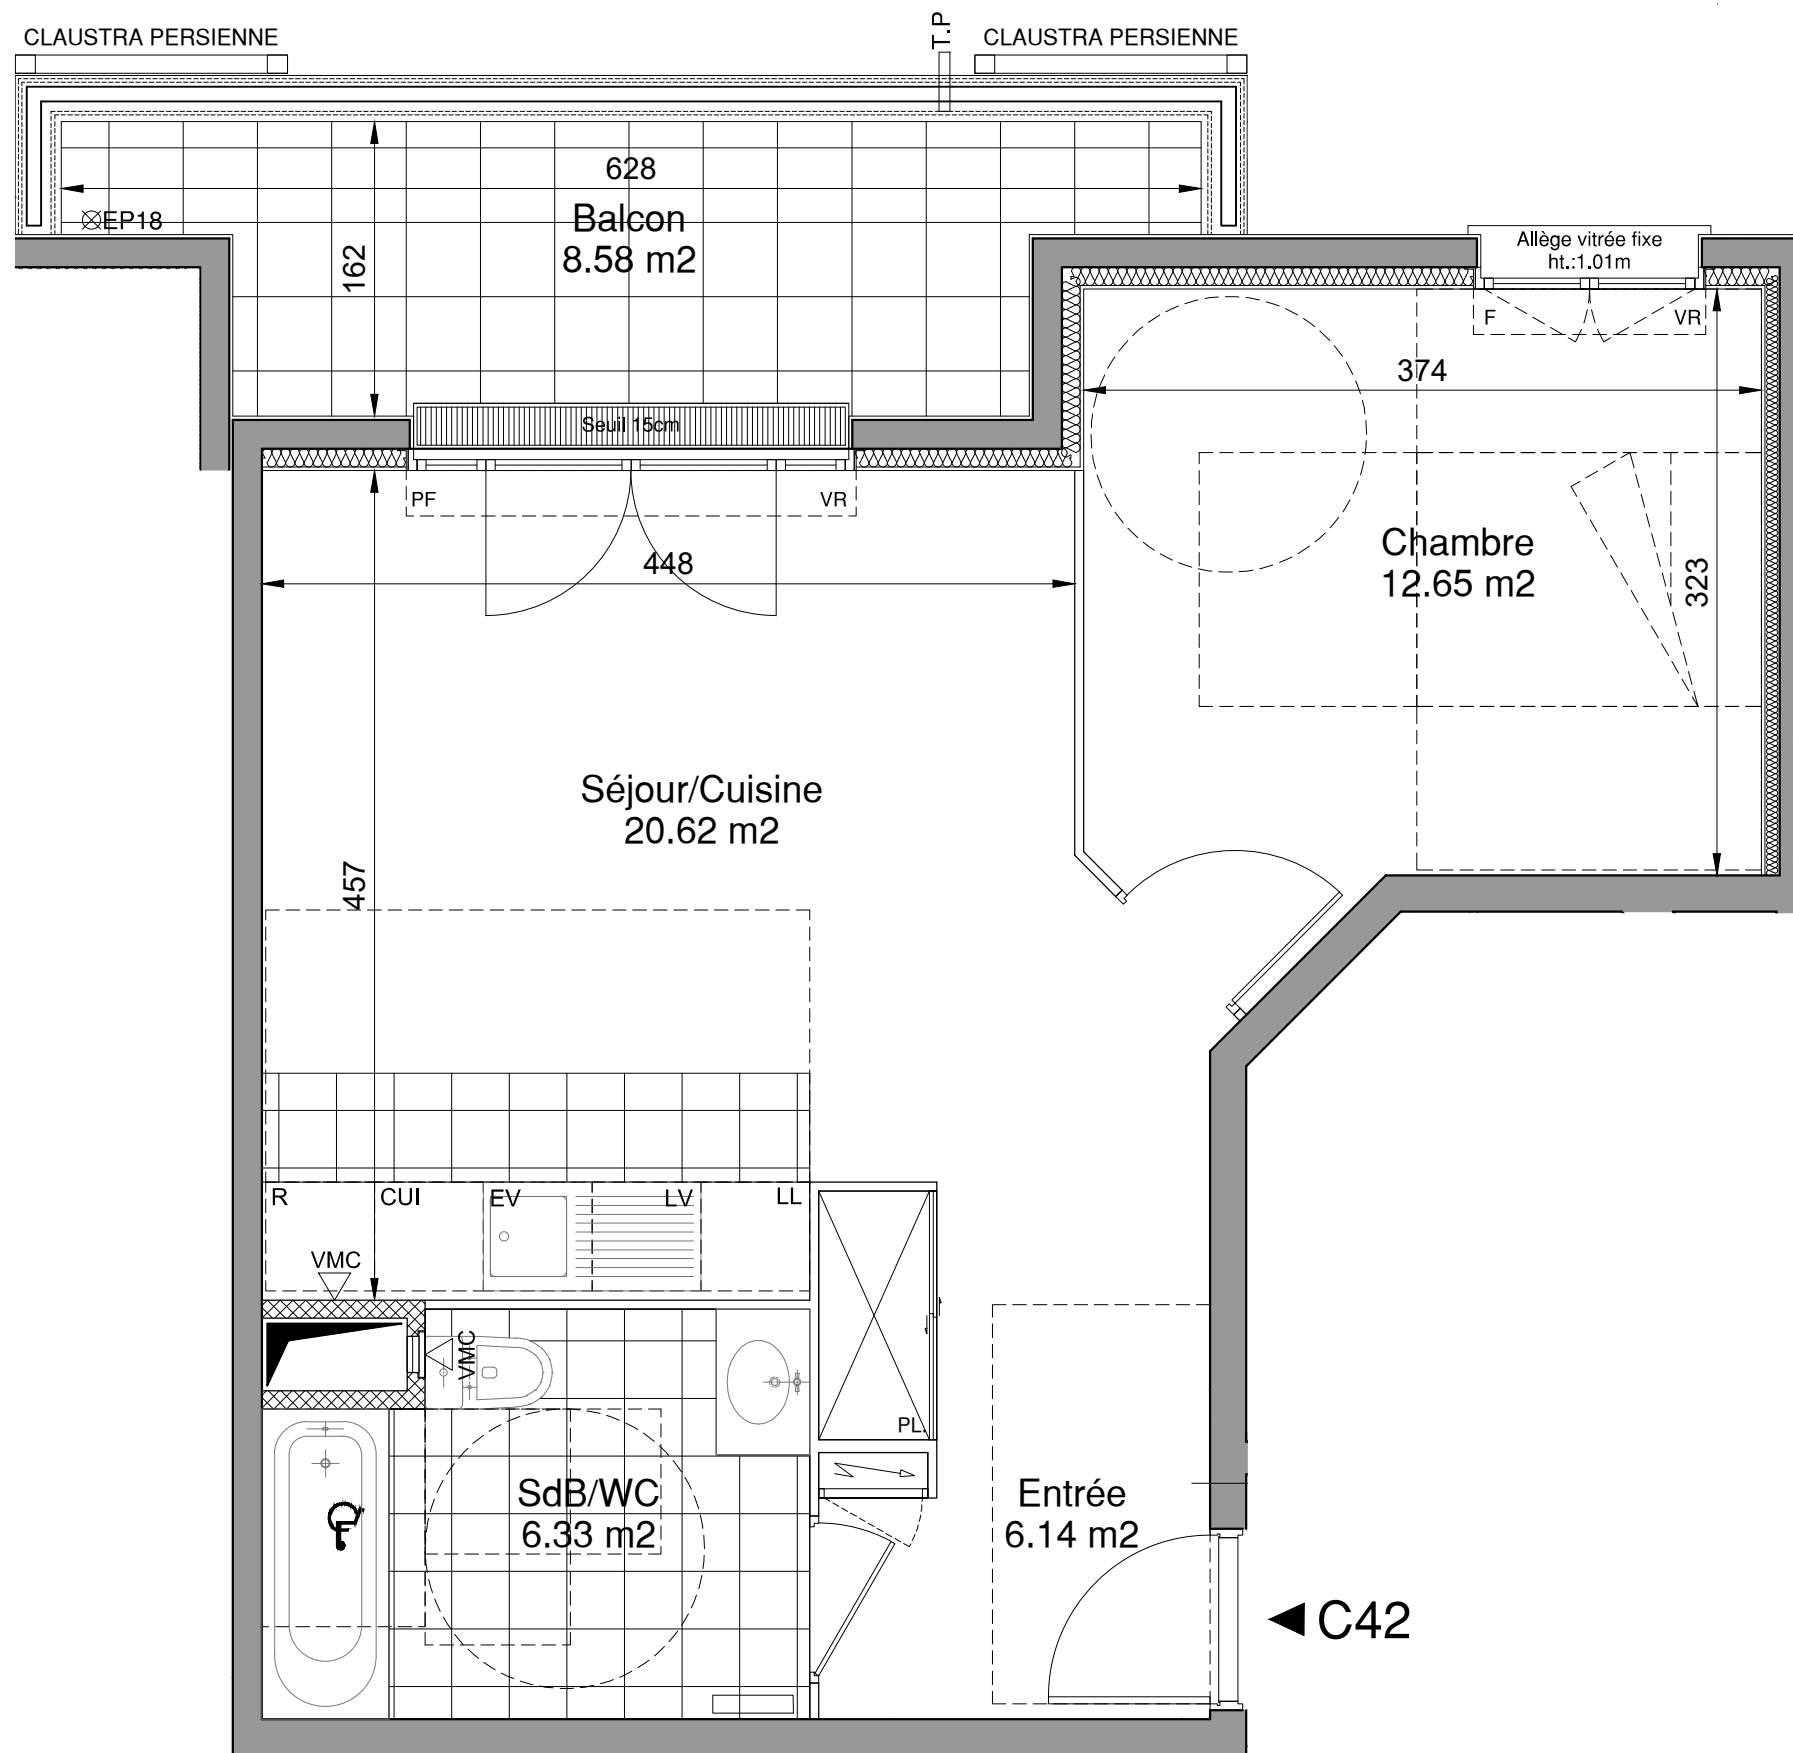 CLAUSTRA PERSIENNE
T.P
CLAUSTRA PERSIENNE
628
EP18
Balcon
8.58 m2
162
Allège vitrée fixe
ht.:1.01m
F
VR
374
Seuil 15cm
PF
VR
448
Chambre
12.65 m2
323
Séjour/Cuisine
20.62 m2
457
R
CUI
EV
LV
LL
VMC
VMC
PL.
SdB/WC
6.33 m2
Entrée
6.14 m2
C42